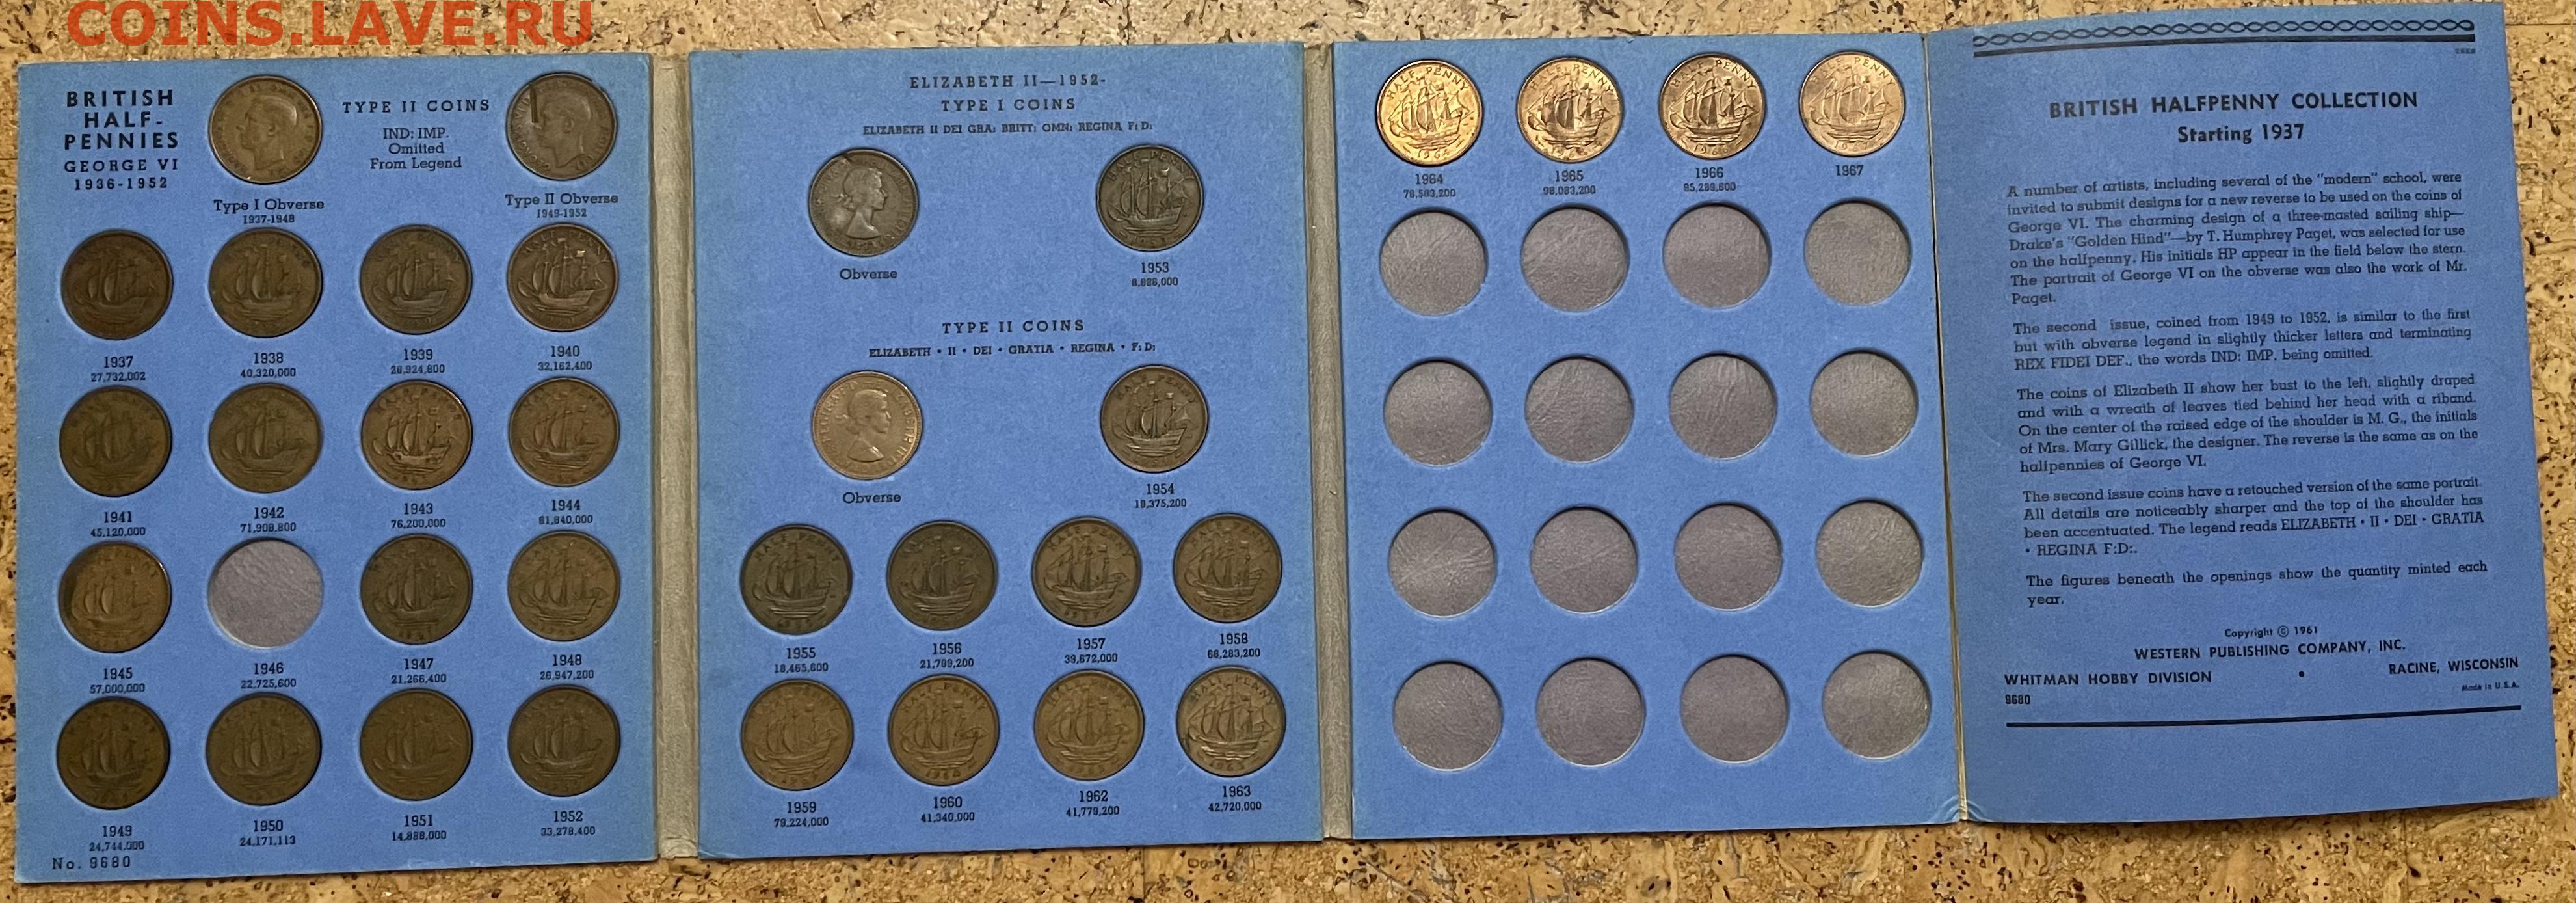 COINS.LAVE.RU
BRITISH
HALF-
PENNIES
GEORGE VI
1936-1952
Type I Obverse
1937-1948
TYPE II COINS
IND: IMP.
Omitted
From Legend
Type II Obverse
1949-1952
1937
27,732,002
1938
40,320,000
1939
28,924,800
1940
32,162,400
1941
45,120,000
1942
71,908,800
1943
76,200,000
1944
81,840,000
1945
57,000,000
1946
22,725,600
1947
21,266,400
1948
26,947,200
1949
24,744,000
1950
24,171,113
1951
14,888,000
1952
33,278,400
No. 9680
ELIZABETH II—1952-
TYPE I COINS
ELIZABETH II DEI GRA: BRITT: OMN: REGINA F: D:
Obverse
HALF PENNY
1953
8,886,000
TYPE II COINS
ELIZABETH • II • DEI • GRATIA • REGINA • F: D:
Obverse
HALF PENNY
1954
19,375,200
1955
18,465,600
1956
21,799,200
1957
39,672,000
1958
66,283,200
1959
79,224,000
1960
41,340,000
1962
41,779,200
1963
42,720,000
HALF PENNY
1964
HALF PENNY
HALF PENNY
1966
HALF PENNY
1964
78,583,200
1965
98,083,200
1966
95,289,600
1967
BRITISH HALFPENNY COLLECTION
Starting 1937
A number of artists, including several of the "modern" school, were
invited to submit designs for a new reverse to be used on the coins of
George VI. The charming design of a three-masted sailing ship—
Drake's "Golden Hind"—by T. Humphrey Paget, was selected for use
on the halfpenny. His initials HP appear in the field below the stern.
The portrait of George VI on the obverse was also the work of Mr.
Paget.
The second issue, coined from 1949 to 1952, is similar to the first
but with obverse legend in slightly thicker letters and terminating
REX FIDEI DEF., the words IND: IMP. being omitted.
The coins of Elizabeth II show her bust to the left, slightly draped
and with a wreath of leaves tied behind her head with a riband.
On the center of the raised edge of the shoulder is M. G., the initials
of Mrs. Mary Gillick, the designer. The reverse is the same as on the
halfpennies of George VI.
The second issue coins have a retouched version of the same portrait.
All details are noticeably sharper and the top of the shoulder has
been accentuated. The legend reads ELIZABETH • II • DEI • GRATIA
• REGINA F:D:.
The figures beneath the openings show the quantity minted each
year.
Copyright © 1961
WESTERN PUBLISHING COMPANY, INC.
WHITMAN HOBBY DIVISION • RACINE, WISCONSIN
9680
Made in U.S.A.